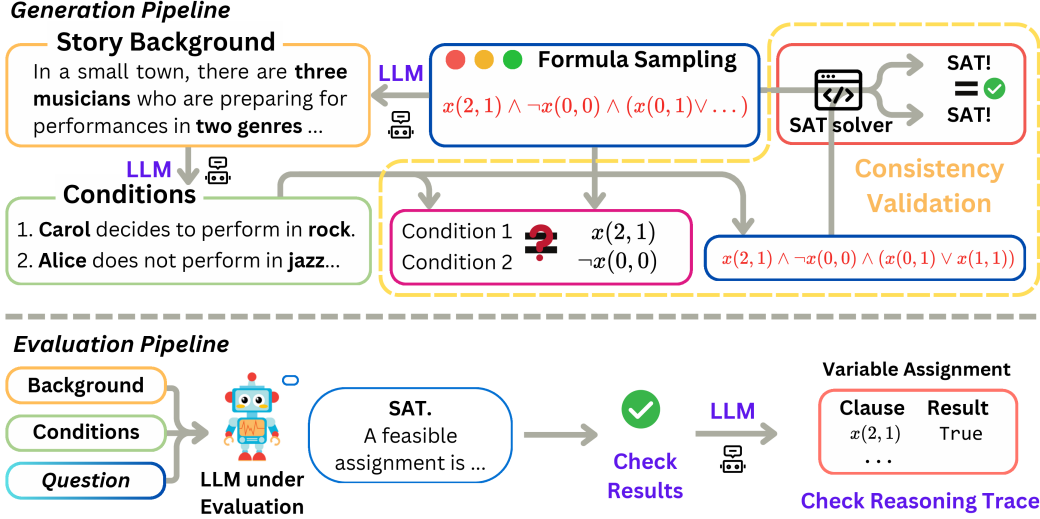 Generation Pipeline
Story Background
In a small town, there are three
musicians who are preparing for
performances in two genres ...
LLM
Formula Sampling
x(2,1) ∧ ¬x(0,0) ∧ (x(0,1)∨ ...)
SAT!
SAT!
SAT solver
Consistency
Validation
LLM
Conditions
1. Carol decides to perform in rock.
2. Alice does not perform in jazz...
Condition 1 x(2,1)
Condition 2 ¬x(0,0)
?
x(2,1) ∧ ¬x(0,0) ∧ (x(0,1) ∨ x(1,1))
Evaluation Pipeline
Background
Conditions
Question
LLM under
Evaluation
SAT.
A feasible
assignment is ...
Check
Results
LLM
Variable Assignment
Clause Result
x(2,1) True
...
Check Reasoning Trace